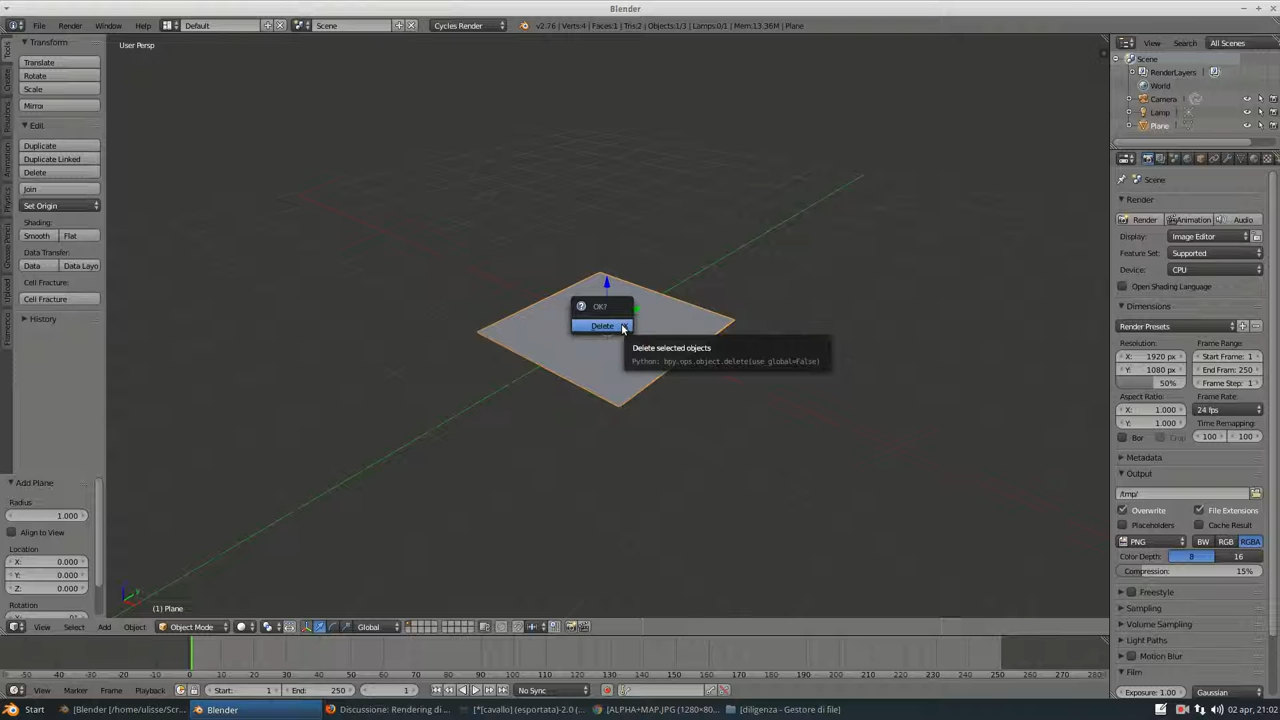 Blender
File Render Window Help Default Scene Cycles Render v2.76 | Verts:4 | Faces:1 | Tris:2 | Objects:1/3 | Lamps:0/1 | Mem:13.36M | Plane
Tools
Create
Relations
Animation
Physics
Grease Pencil
Transform
Translate
Rotate
Scale
Mirror
Edit
Duplicate
Duplicate Linked
Delete
Join
Set Origin
Shading:
Smooth Flat
Data Transfer:
Data Data Layo
Cell Fracture:
Cell Fracture
History
Add Plane
Radius
1.000
Align to View
Location
X: 0.000
Y: 0.000
Z: 0.000
Rotation
User Persp
OK?
Delete
Delete selected objects
Python: bpy.ops.object.delete(use_global=False)
(1) Plane
View Select Add Object Object Mode Global
View Search All Scenes
Scene
RenderLayers
World
Camera
Lamp
Plane
Scene
Render
Render Animation Audio
Display: Image Editor
Feature Set: Supported
Device: CPU
Open Shading Language
Dimensions
Render Presets
Resolution: Frame Range:
X: 1920 px Start Frame: 1
Y: 1080 px End Fram: 250
50% Frame Step: 1
Aspect Ratio: Frame Rate:
X: 1.000 24 fps
Y: 1.000 Time Remapping:
Bor Crop 100 100
Metadata
Output
/tmp/
Overwrite File Extensions
Placeholders Cache Result
PNG BW RGB RGBA
Color Depth: 8 16
Compression: 15%
Freestyle
Sampling
Volume Sampling
Light Paths
Motion Blur
Film
Exposure: 1.00 Gaussian
-50 -40 -30 -20 -10 0 10 20 30 40 50 60 70 80 90 100 110 120 130 140 150 160 170 180 190 200 210 220 230 240 250 260 270 280
View Marker Frame Playback Start: 1 End: 250 1 No Sync
Start [Blender [/home/ulisse/Scr... Blender Discussione: Rendering di ... [*[cavallo] (esportata)-2.0 (... [ALPHA+MAP.JPG (1280×80... [diligenza - Gestore di file] 02 apr, 21:02